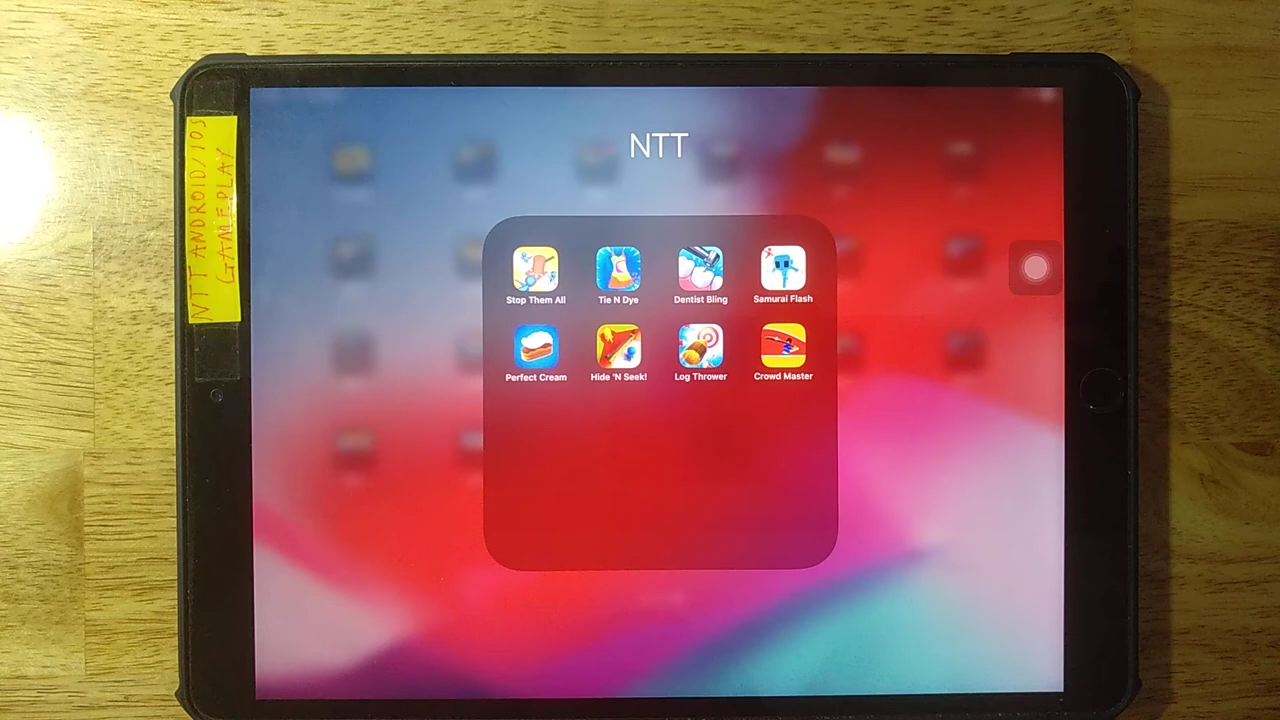 NTT ANDROID/IOS
GAMEPLAY
NTT
Stop Them All
Tie N Dye
Dentist Bling
Samurai Flash
Perfect Cream
Hide 'N Seek!
Log Thrower
Crowd Master